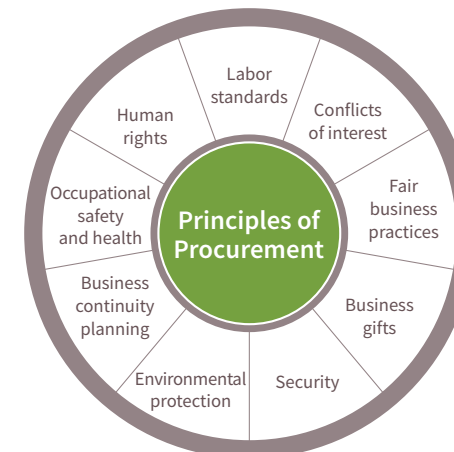 Labor
standards
Conflicts
of interest
Fair
business
practices
Business
gifts
Security
Environmental
protection
Business
continuity
planning
Occupational
safety
and health
Human
rights
Principles of
Procurement